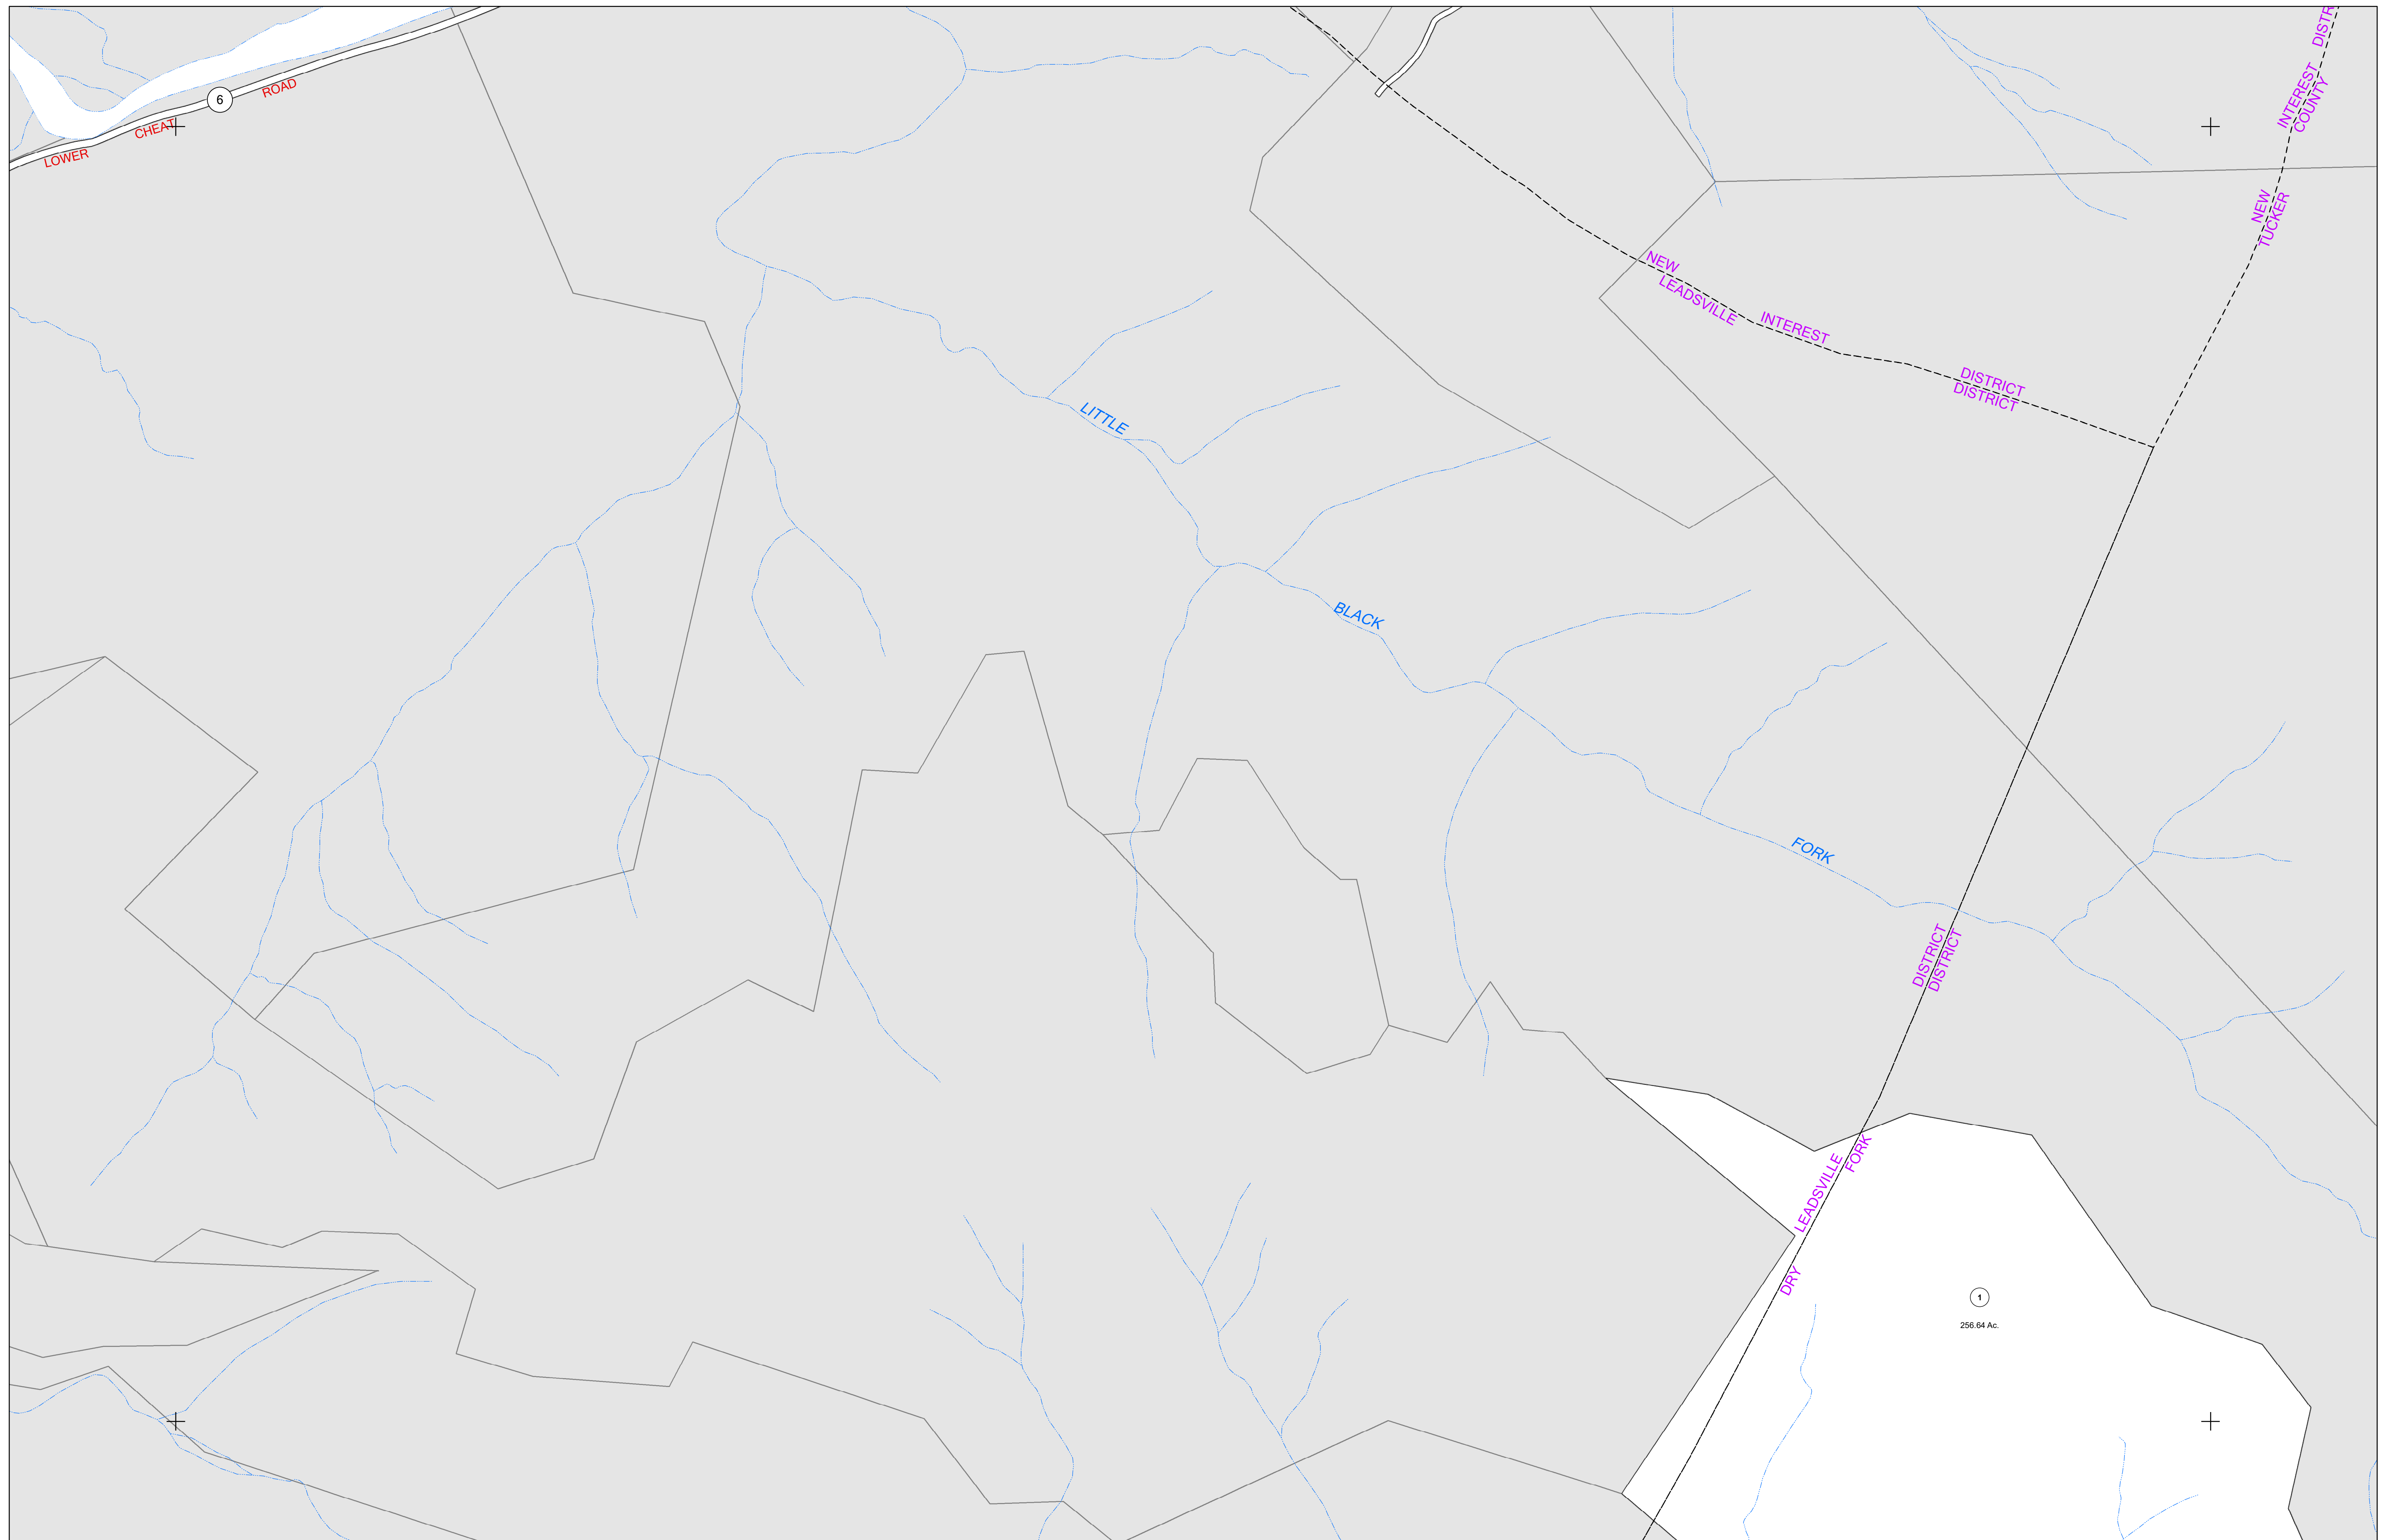 LOWER CHEAT ROAD
6
DISTR
INTEREST
COUNTY
NEW
TUCKER
NEW INTEREST DISTRICT
LEADSVILLE DISTRICT
LITTLE BLACK FORK
DISTRICT
DISTRICT
LEADSVILLE
FORK
DRY
1
256.64 Ac.